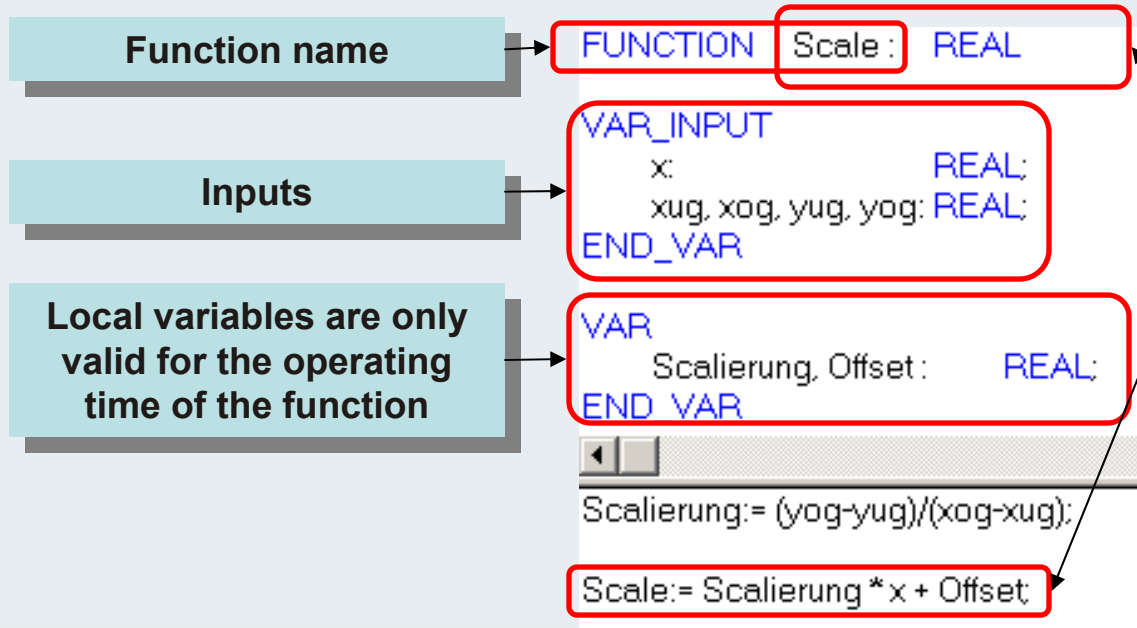 Function name
FUNCTION Scale : REAL
VAR_INPUT
x: REAL;
Inputs
xug, xog, yug, yog: REAL;
END_VAR
Local variables are only
valid for the operating
time of the function
VAR
Scalierung, Offset : REAL;
END_VAR
Scalierung:= (yog-yug)/(xog-xug);
Scale:= Scalierung * x + Offset;